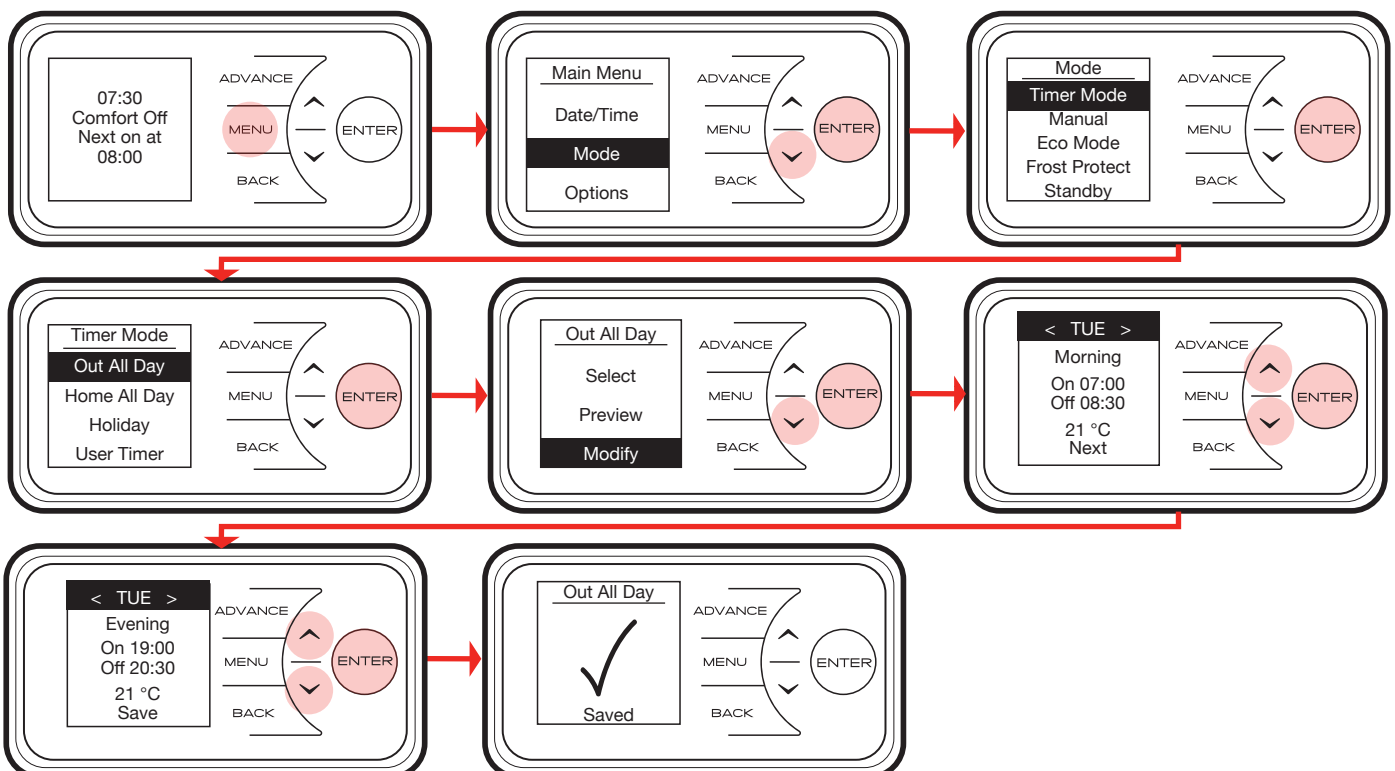 07:30
Comfort Off
Next on at
08:00
ADVANCE
MENU
BACK
ENTER
Main Menu
Date/Time
Mode
Options
ADVANCE
MENU
BACK
ENTER
Mode
Timer Mode
Manual
Eco Mode
Frost Protect
Standby
ADVANCE
MENU
BACK
ENTER
Timer Mode
Out All Day
Home All Day
Holiday
User Timer
ADVANCE
MENU
BACK
ENTER
Out All Day
Select
Preview
Modify
ADVANCE
MENU
BACK
ENTER
< TUE >
Morning
On 07:00
Off 08:30
21 °C
Next
ADVANCE
MENU
BACK
ENTER
< TUE >
Evening
On 19:00
Off 20:30
21 °C
Save
ADVANCE
MENU
BACK
ENTER
Out All Day
Saved
ADVANCE
MENU
BACK
ENTER